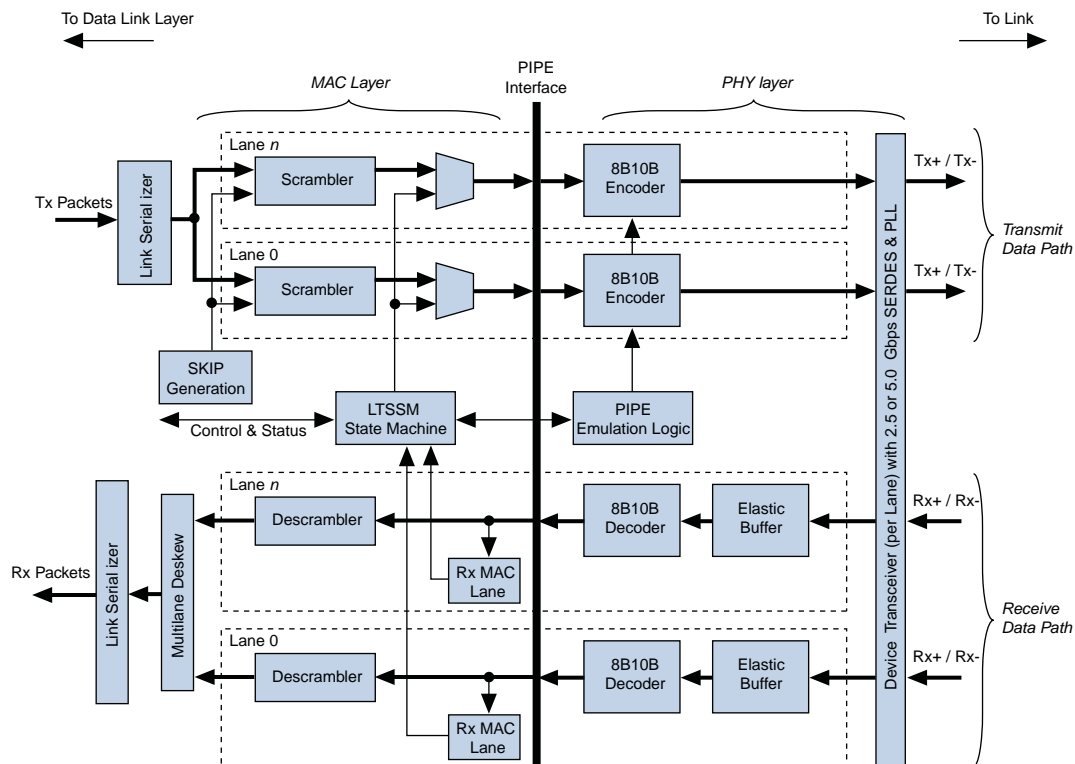 To Data Link Layer
To Link
MAC Layer
PIPE
Interface
PHY layer
Lane n
Scrambler
8B10B
Encoder
Tx+ / Tx-
Tx Packets
Link Serial izer
Lane 0
Scrambler
8B10B
Encoder
Tx+ / Tx-
Transmit
Data Path
SKIP
Generation
Control & Status
LTSSM
State Machine
PIPE
Emulation Logic
Device Transceiver (per Lane) with 2.5 or 5.0 Gbps SERDES & PLL
Lane n
Descrambler
8B10B
Decoder
Elastic
Buffer
Rx+ / Rx-
Rx MAC
Lane
Rx Packets
Link Serial izer
Multilane Deskew
Receive
Data Path
Lane 0
Descrambler
8B10B
Decoder
Elastic
Buffer
Rx+ / Rx-
Rx MAC
Lane